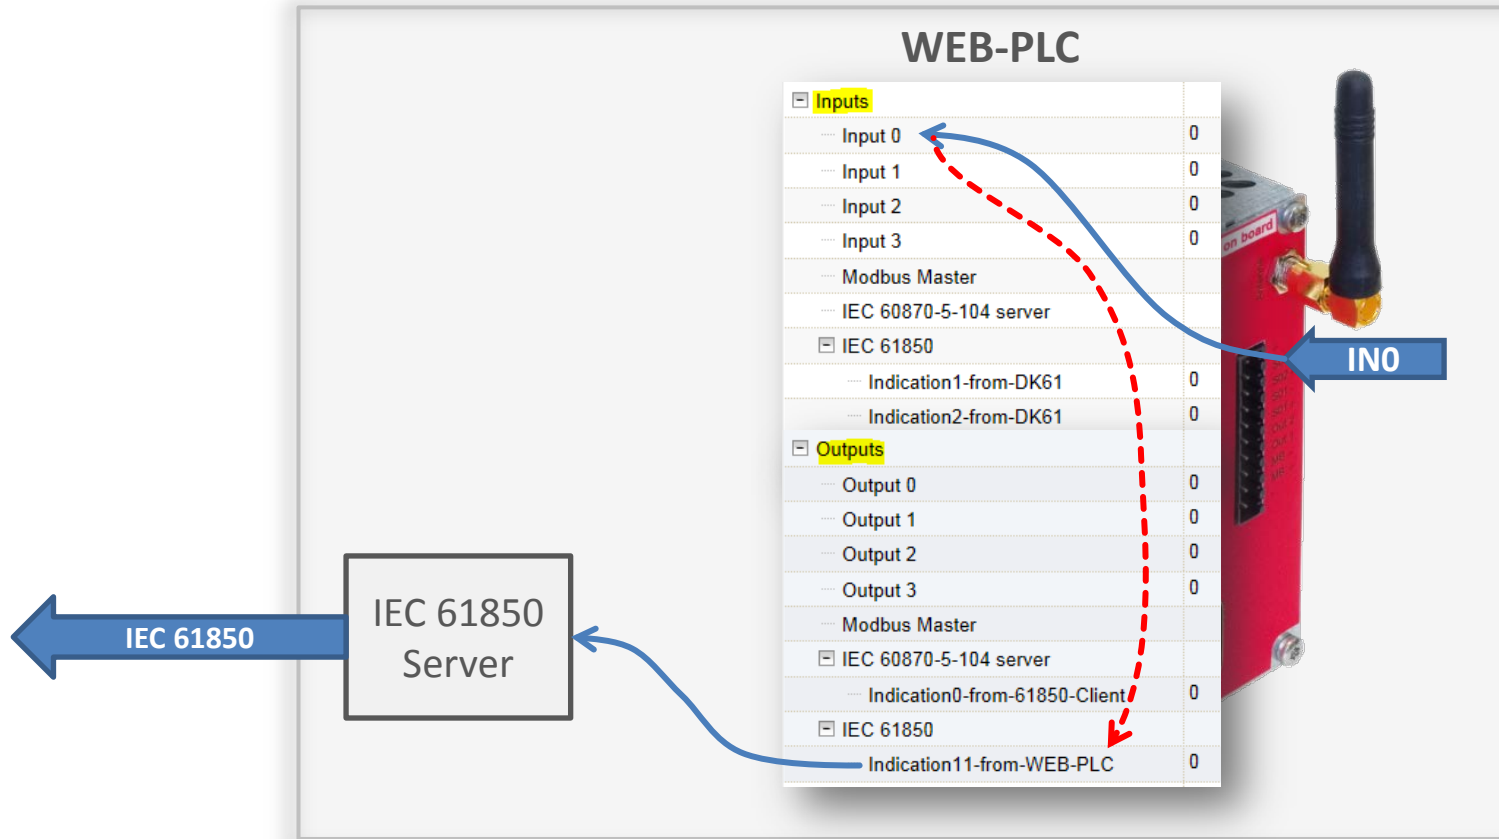 WEB-PLC
Inputs
Input 0 0
Input 1 0
Input 2 0
Input 3 0
Modbus Master
IEC 60870-5-104 server
IEC 61850
Indication1-from-DK61 0
Indication2-from-DK61 0
Outputs
Output 0 0
Output 1 0
Output 2 0
Output 3 0
Modbus Master
IEC 60870-5-104 server
Indication0-from-61850-Client 0
IEC 61850
Indication11-from-WEB-PLC 0
on board
IN0
IEC 61850
Server
IEC 61850